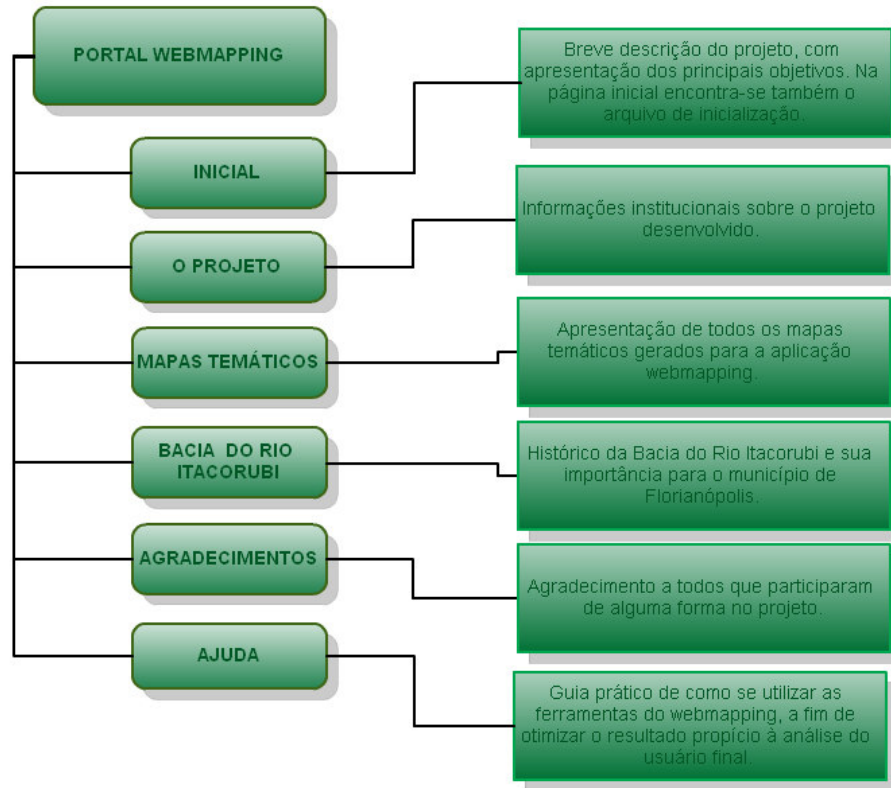 PORTAL WEBMAPPING
INICIAL
Breve descrição do projeto, com
apresentação dos principais objetivos. Na
página inicial encontra-se também o
arquivo de inicialização.
O PROJETO
Informações institucionais sobre o projeto
desenvolvido.
MAPAS TEMÁTICOS
Apresentação de todos os mapas
temáticos gerados para a aplicação
webmapping.
BACIA DO RIO
ITACORUBI
Histórico da Bacia do Rio Itacorubi e sua
importância para o município de
Florianópolis.
AGRADECIMENTOS
Agradecimento a todos que participaram
de alguma forma no projeto.
AJUDA
Guia prático de como se utilizar as
ferramentas do webmapping, a fim de
otimizar o resultado propício à análise do
usuário final.